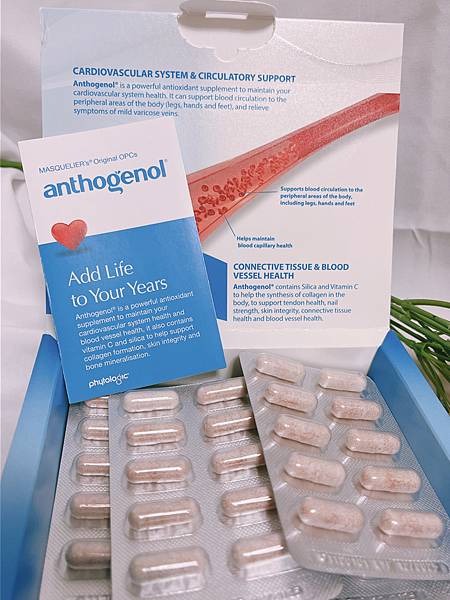 CARDIOVASCULAR SYSTEM & CIRCULATORY SUPPORT
Anthogenol® is a powerful antioxidant supplement to maintain your
cardiovascular system health. It can support blood circulation to the
peripheral areas of the body (legs, hands and feet), and relieve
symptoms of mild varicose veins.
Supports blood circulation to the
peripheral areas of the body,
including legs, hands and feet
Helps maintain
blood capillary health
CONNECTIVE TISSUE & BLOOD
VESSEL HEALTH
Anthogenol® contains Silica and Vitamin C
to help the synthesis of collagen in the
body, to support tendon health, nail
strength, skin integrity, connective tissue
health and blood vessel health.
MASQUELIER's® Original OPCs
anthogenol®
Add Life
to Your Years
Anthogenol® is a powerful antioxidant
supplement to maintain your
cardiovascular system health and
blood vessel health, it also contains
vitamin C and silica to help support
collagen formation, skin integrity and
bone mineralisation.
phytologic™